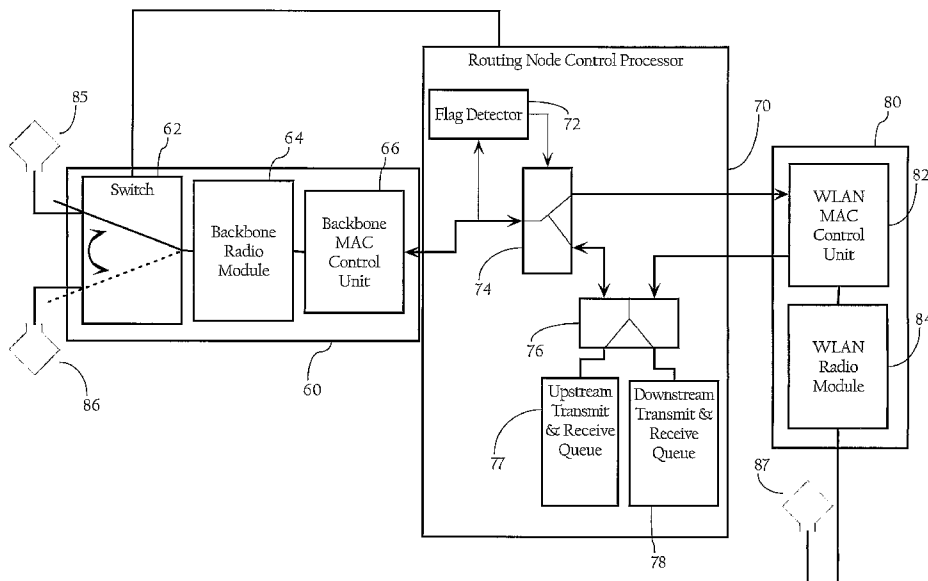 Routing Node Control Processor
85
62
64
66
Flag Detector
72
70
80
82
Switch
Backbone
Radio
Module
Backbone
MAC
Control
Unit
74
WLAN
MAC
Control
Unit
76
84
WLAN
Radio
Module
86
60
Upstream
Transmit
& Receive
Queue
Downstream
Transmit &
Receive
Queue
77
78
87